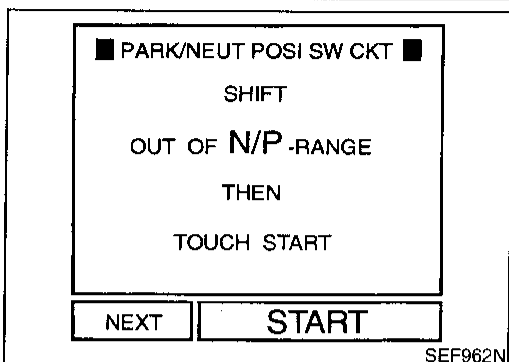 ■ PARK/NEUT POSI SW CKT ■
SHIFT
OUT OF N/P -RANGE
THEN
TOUCH START
NEXT START
SEF962N